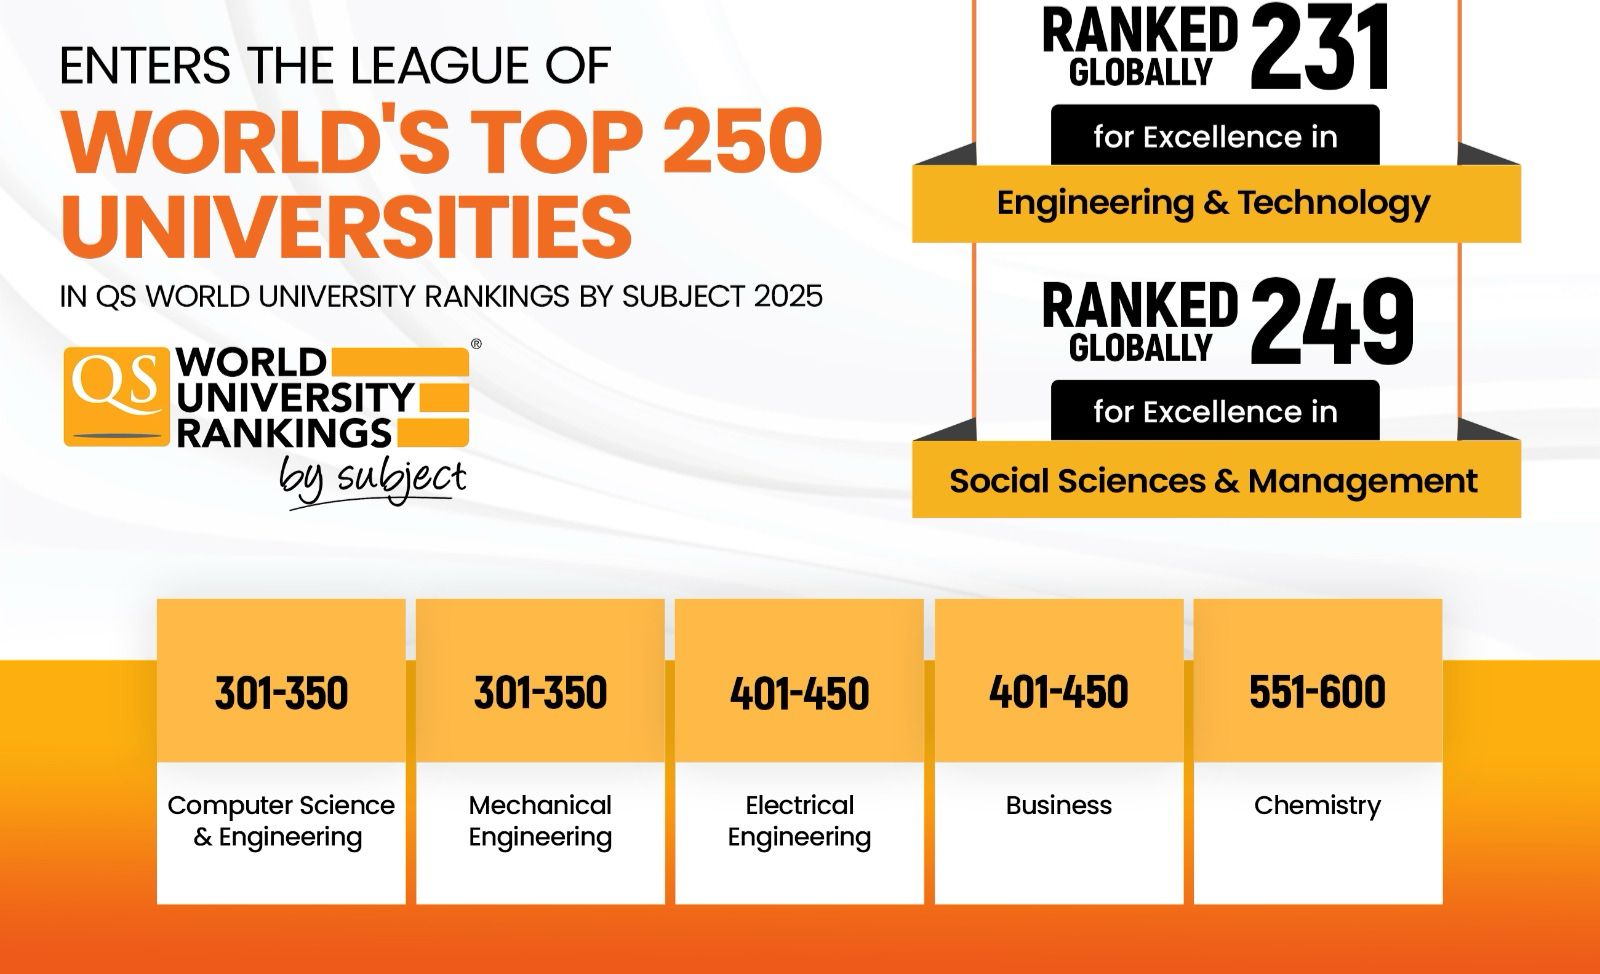 ENTERS THE LEAGUE OF
WORLD'S TOP 250
UNIVERSITIES
IN QS WORLD UNIVERSITY RANKINGS BY SUBJECT 2025
QS WORLD
UNIVERSITY
RANKINGS
®
by subject
RANKED
GLOBALLY
231
for Excellence in
Engineering & Technology
RANKED
GLOBALLY
249
for Excellence in
Social Sciences & Management
301-350
Computer Science
& Engineering
301-350
Mechanical
Engineering
401-450
Electrical
Engineering
401-450
Business
551-600
Chemistry